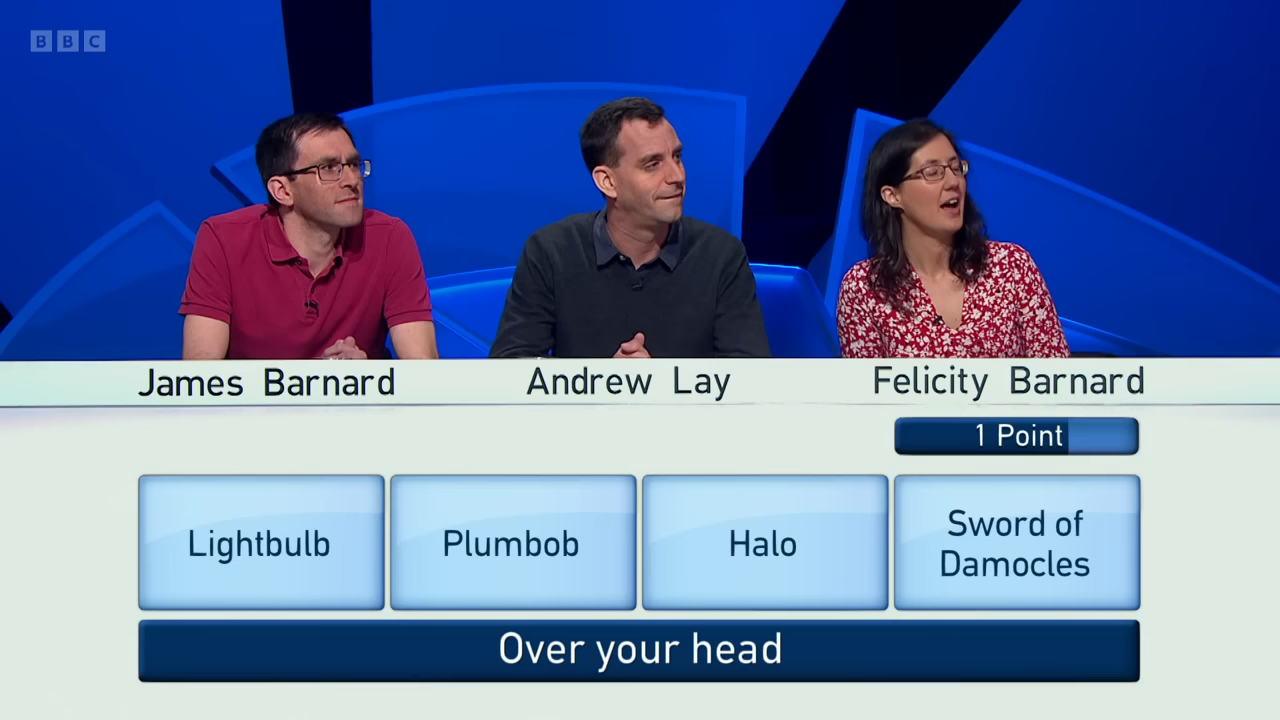 BBC
James Barnard
Andrew Lay
Felicity Barnard
1 Point
Lightbulb
Plumbob
Halo
Sword of
Damocles
Over your head